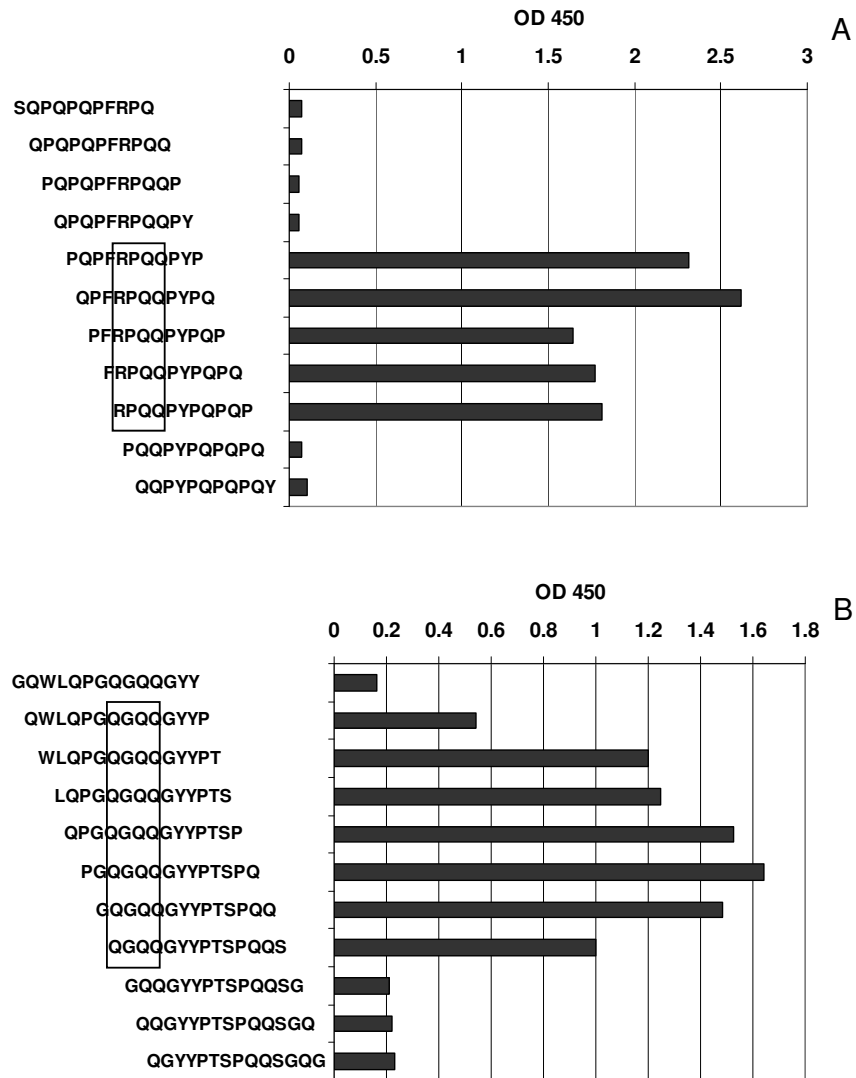 OD 450
A
0 0.5 1 1.5 2 2.5 3
SQPQPQPFRPQ
QPQPQPFRPQQ
PQPQPFRPQQP
QPQPFRPQQPY
PQPFRPQQPYP
QPFRPQQPYPQ
PFRPQQPYPQP
FRPQQPYPQPQ
RPQQPYPQPQP
PQQPYPQPQPQ
QQPYPQPQPQY
OD 450
B
0 0.2 0.4 0.6 0.8 1 1.2 1.4 1.6 1.8
GQWLQPGQGQQGYY
QWLQPGQGQQGYYP
WLQPGQGQQGYYPT
LQPGQGQQGYYPTS
QPGQGQQGYYPTSP
PGQGQQGYYPTSPQ
GQGQQGYYPTSPQQ
QGQQGYYPTSPQQS
GQQGYYPTSPQQSG
QQGYYPTSPQQSGQ
QGYYPTSPQQSGQG